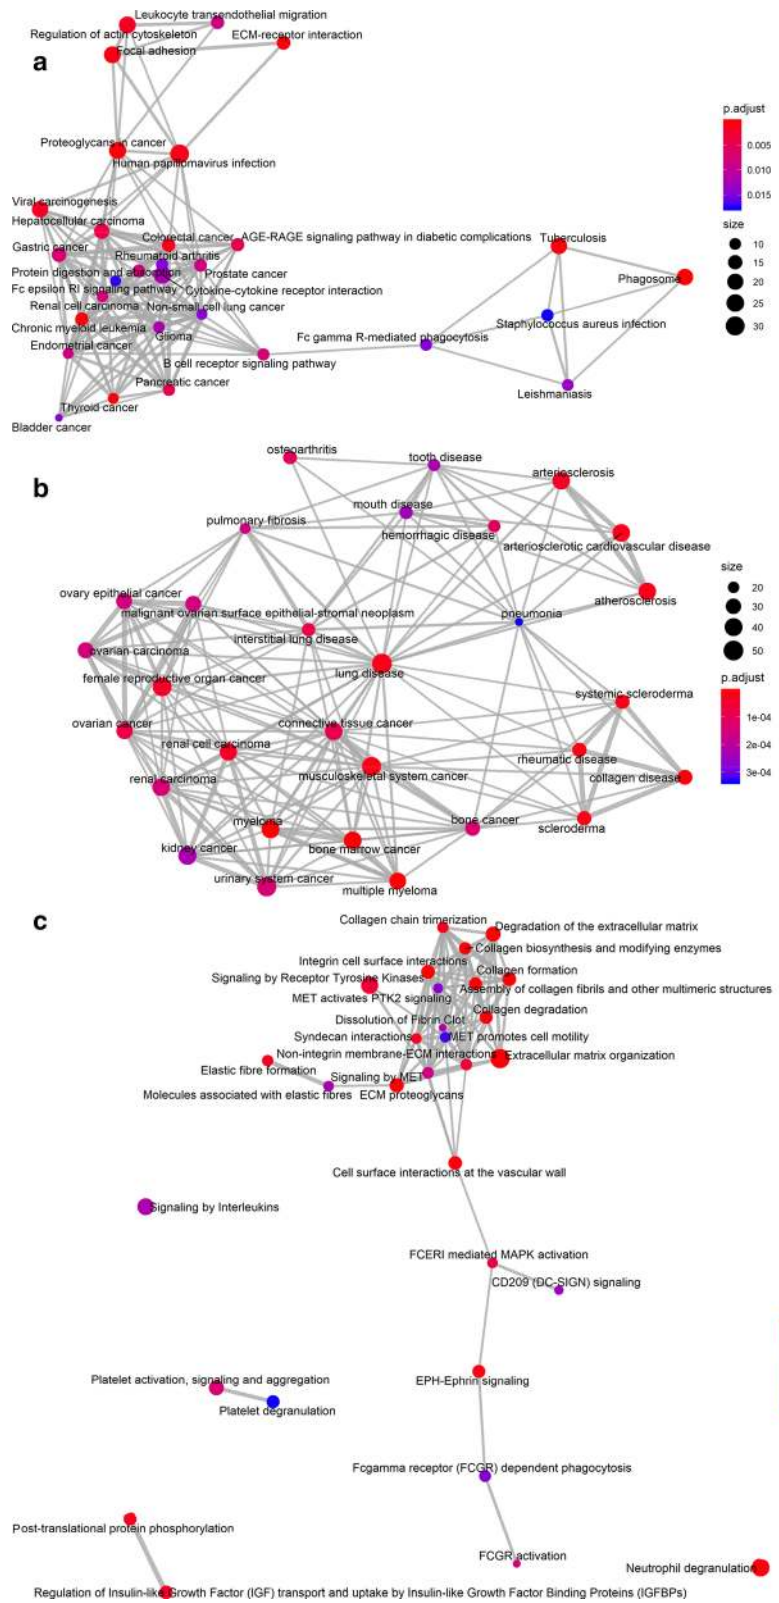 Leukocyte transendothelial migration
Regulation of actin cytoskeleton
ECM-receptor interaction
Focal adhesion
a
p.adjust
0.005
0.010
0.015
Proteoglycans in cancer
Human papillomavirus infection
Viral carcinogenesis
Hepatocellular carcinoma
size
10
15
20
25
30
Colorectal cancer
AGE-RAGE signaling pathway in diabetic complications
Tuberculosis
Gastric cancer
Rheumatoid arthritis
Protein digestion and absorption
Prostate cancer
Phagosome
Fc epsilon RI signaling pathway
Cytokine-cytokine receptor interaction
Renal cell carcinoma
Non-small cell lung cancer
Staphylococcus aureus infection
Chronic myeloid leukemia
Glioma
Fc gamma R-mediated phagocytosis
Endometrial cancer
B cell receptor signaling pathway
Pancreatic cancer
Leishmaniasis
Thyroid cancer
Bladder cancer
osteoarthritis
tooth disease
arteriosclerosis
b
mouth disease
pulmonary fibrosis
hemorrhagic disease
arteriosclerotic cardiovascular disease
size
20
30
40
50
ovary epithelial cancer
atherosclerosis
malignant ovarian surface epithelial-stromal neoplasm
pneumonia
interstitial lung disease
ovarian carcinoma
lung disease
female reproductive organ cancer
p.adjust
1e-04
2e-04
3e-04
systemic scleroderma
ovarian cancer
connective tissue cancer
renal cell carcinoma
rheumatic disease
renal carcinoma
musculoskeletal system cancer
collagen disease
myeloma
bone cancer
scleroderma
kidney cancer
bone marrow cancer
urinary system cancer
multiple myeloma
c
Collagen chain trimerization
Degradation of the extracellular matrix
Collagen biosynthesis and modifying enzymes
Integrin cell surface interactions
Collagen formation
Signaling by Receptor Tyrosine Kinases
Assembly of collagen fibrils and other multimeric structures
MET activates PTK2 signaling
Collagen degradation
Dissolution of Fibrin Clot
Syndecan interactions
MET promotes cell motility
Non-integrin membrane-ECM interactions
Extracellular matrix organization
Elastic fibre formation
Signaling by MET
Molecules associated with elastic fibres
ECM proteoglycans
Cell surface interactions at the vascular wall
Signaling by Interleukins
FCERI mediated MAPK activation
CD209 (DC-SIGN) signaling
Platelet activation, signaling and aggregation
EPH-Ephrin signaling
Platelet degranulation
Fcgamma receptor (FCGR) dependent phagocytosis
Post-translational protein phosphorylation
FCGR activation
Neutrophil degranulation
Regulation of Insulin-like Growth Factor (IGF) transport and uptake by Insulin-like Growth Factor Binding Proteins (IGFBPs)